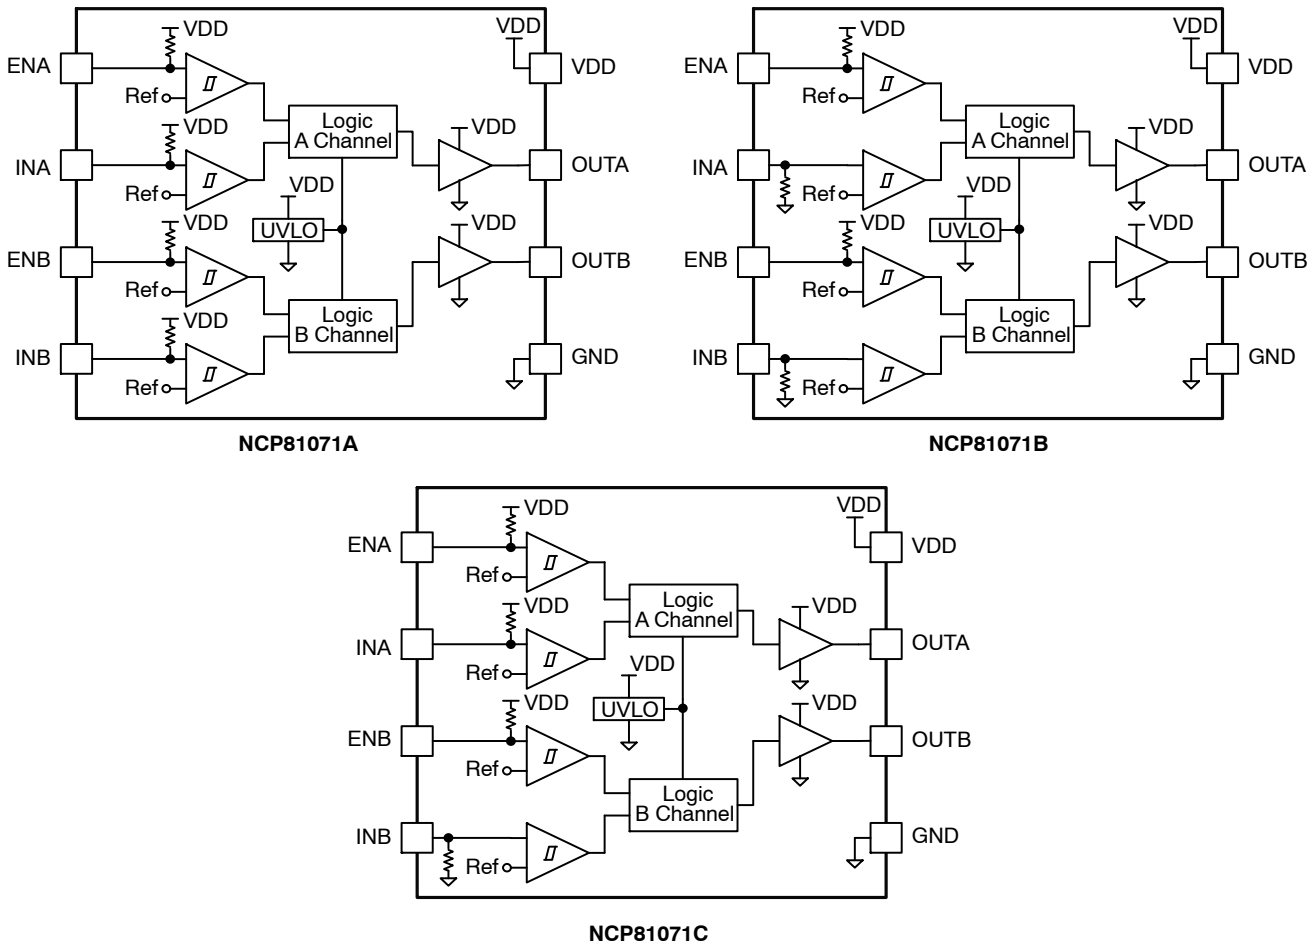 VDD
VDD
ENA
VDD
Ref
Logic
A Channel
VDD
VDD
INA
OUTA
Ref
VDD
UVLO
VDD
VDD
ENB
OUTB
Ref
Logic
B Channel
VDD
INB
GND
Ref
NCP81071A
VDD
VDD
ENA
VDD
Ref
Logic
A Channel
VDD
INA
OUTA
Ref
VDD
UVLO
VDD
VDD
ENB
OUTB
Ref
Logic
B Channel
INB
GND
Ref
NCP81071B
VDD
VDD
ENA
VDD
Ref
Logic
A Channel
VDD
VDD
INA
OUTA
Ref
VDD
UVLO
VDD
VDD
ENB
OUTB
Ref
Logic
B Channel
INB
GND
Ref
NCP81071C